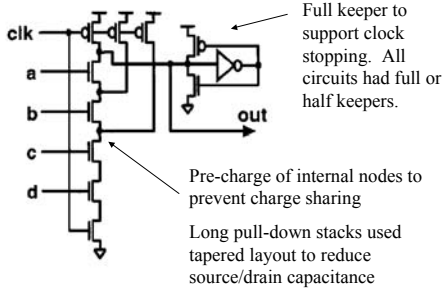 Full keeper to
support clock
stopping. All
circuits had full or
half keepers.
clk
a
b
out
c
d
Pre-charge of internal nodes to
prevent charge sharing
Long pull-down stacks used
tapered layout to reduce
source/drain capacitance